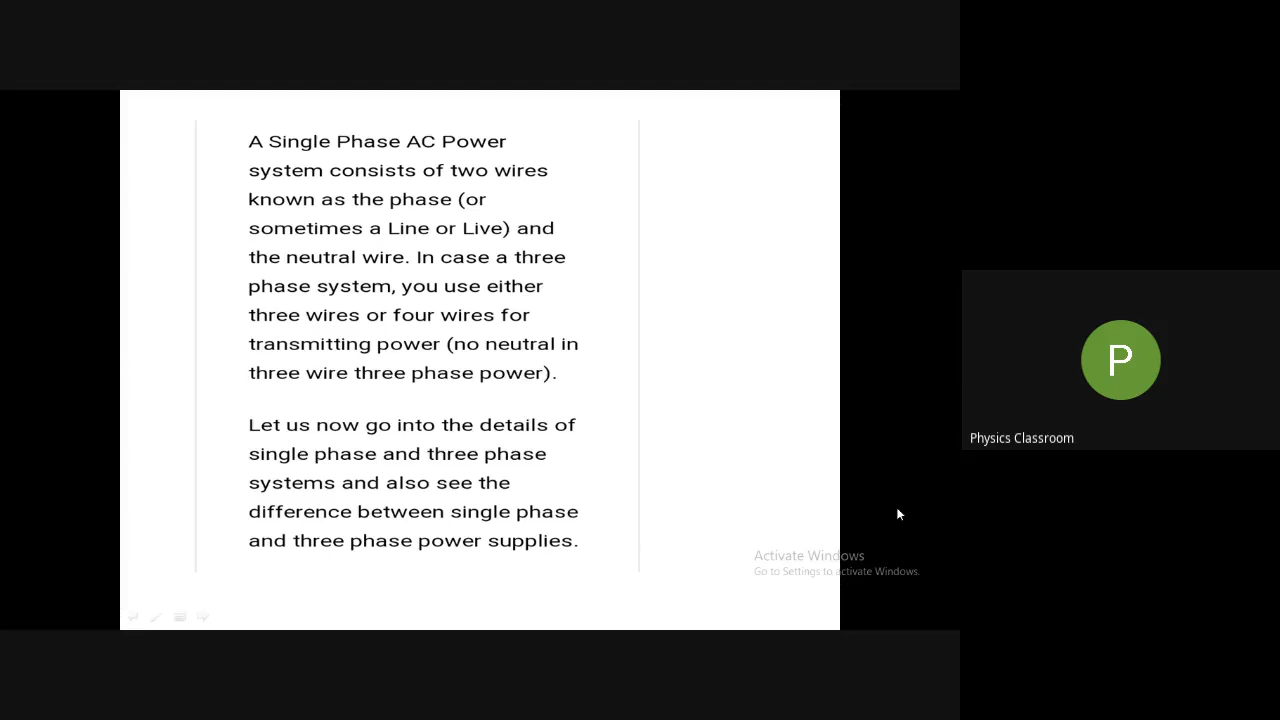 A Single Phase AC Power
system consists of two wires
known as the phase (or
sometimes a Line or Live) and
the neutral wire. In case a three
phase system, you use either
three wires or four wires for
transmitting power (no neutral in
three wire three phase power).
Let us now go into the details of
single phase and three phase
systems and also see the
difference between single phase
and three phase power supplies.
P
Physics Classroom
Activate Windows
Go to Settings to activate Windows.